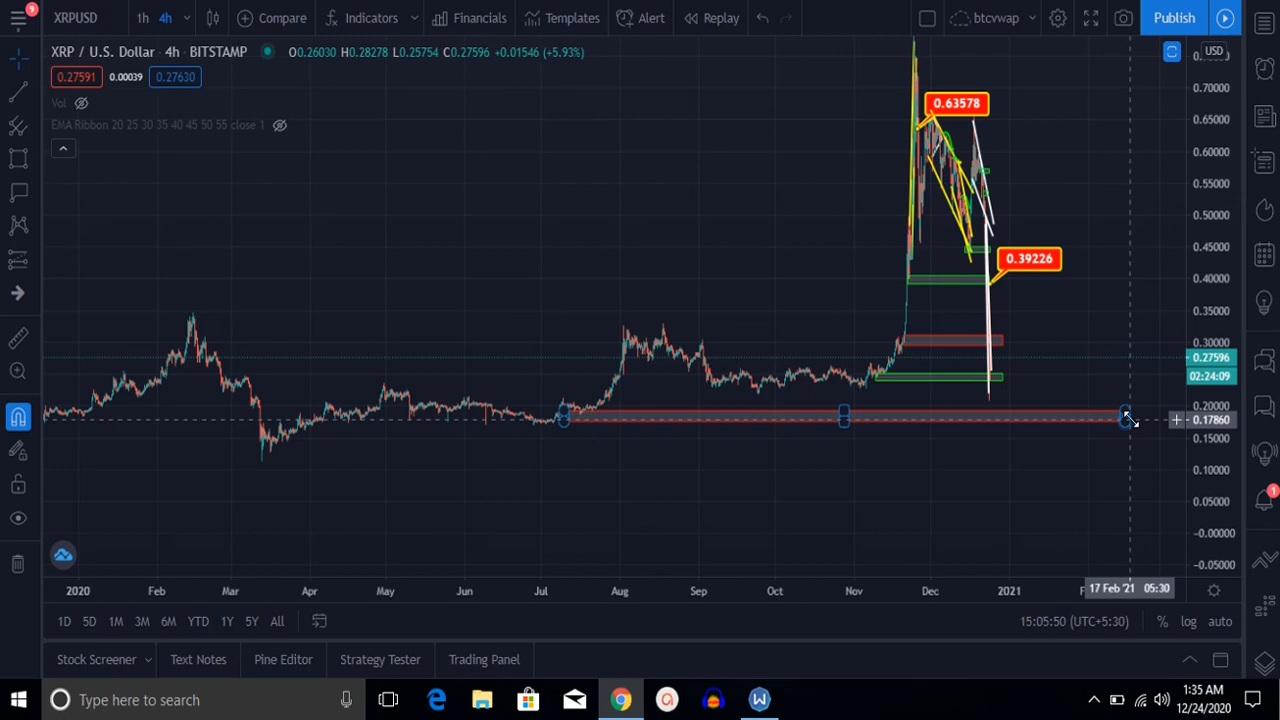 9
XRPUSD
1h
4h
Compare
Indicators
Financials
Templates
Alert
Replay
btcvwap
Publish
XRP / U.S. Dollar · 4h · BITSTAMP
O0.26030 H0.28278 L0.25754 C0.27596 +0.01546 (+5.93%)
USD
0.27591 0.00039 0.27630
Vol
EMA Ribbon 20 25 30 35 40 45 50 55 close 1
0.63578
0.39226
0.70000
0.65000
0.60000
0.55000
0.50000
0.45000
0.40000
0.35000
0.30000
0.27596
02:24:09
0.20000
0.17860
0.15000
0.10000
0.05000
-0.00000
-0.05000
1
2020 Feb Mar Apr May Jun Jul Aug Sep Oct Nov Dec 2021
17 Feb '21 05:30
1D 5D 1M 3M 6M YTD 1Y 5Y All
15:05:50 (UTC+5:30)
% log auto
Stock Screener
Text Notes
Pine Editor
Strategy Tester
Trading Panel
Type here to search
1:35 AM
12/24/2020